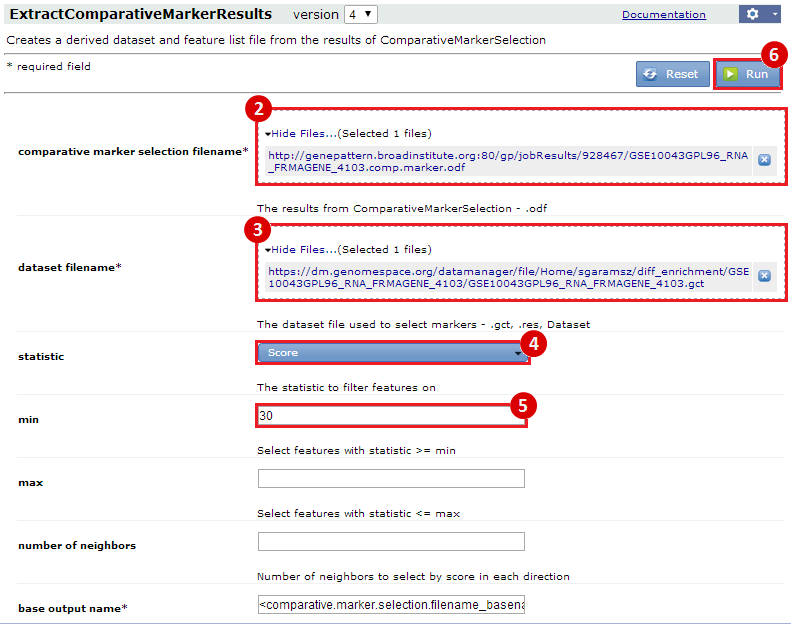 ExtractComparativeMarkerResults version 4 Documentation
Creates a derived dataset and feature list file from the results of ComparativeMarkerSelection
* required field
6
Reset Run
2
Hide Files...(Selected 1 files)
comparative marker selection filename*
http://genepattern.broadinstitute.org:80/gp/jobResults/928467/GSE10043GPL96_RNA
_FRMAGENE_4103.comp.marker.odf
The results from ComparativeMarkerSelection - .odf
3
Hide Files...(Selected 1 files)
dataset filename*
https://dm.genomespace.org/datamanager/file/Home/sgaramsz/diff_enrichment/GSE
10043GPL96_RNA_FRMAGENE_4103/GSE10043GPL96_RNA_FRMAGENE_4103.gct
The dataset file used to select markers - .gct, .res, Dataset
4
statistic Score
The statistic to filter features on
5
min 30
Select features with statistic >= min
max
Select features with statistic <= max
number of neighbors
Number of neighbors to select by score in each direction
base output name* <comparative.marker.selection.filename_basena